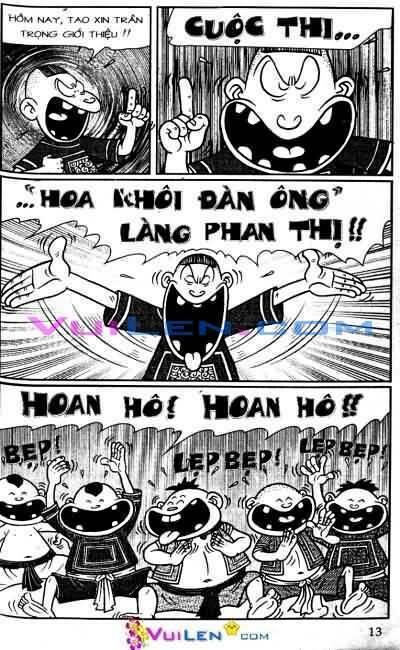 HÔM NAY, TAO XIN TRÂN
TRỌNG GIỚI THIỆU !!
CUỘC THI...
..."HOA KHÔI ĐÀN ÔNG"
LÀNG PHAN THỊ!!
VUILEN.COM
HOAN HÔ! HOAN HÔ!!
BẸP!
LẸP BẸP!
LẸP BẸP!
13
VUILEN.COM